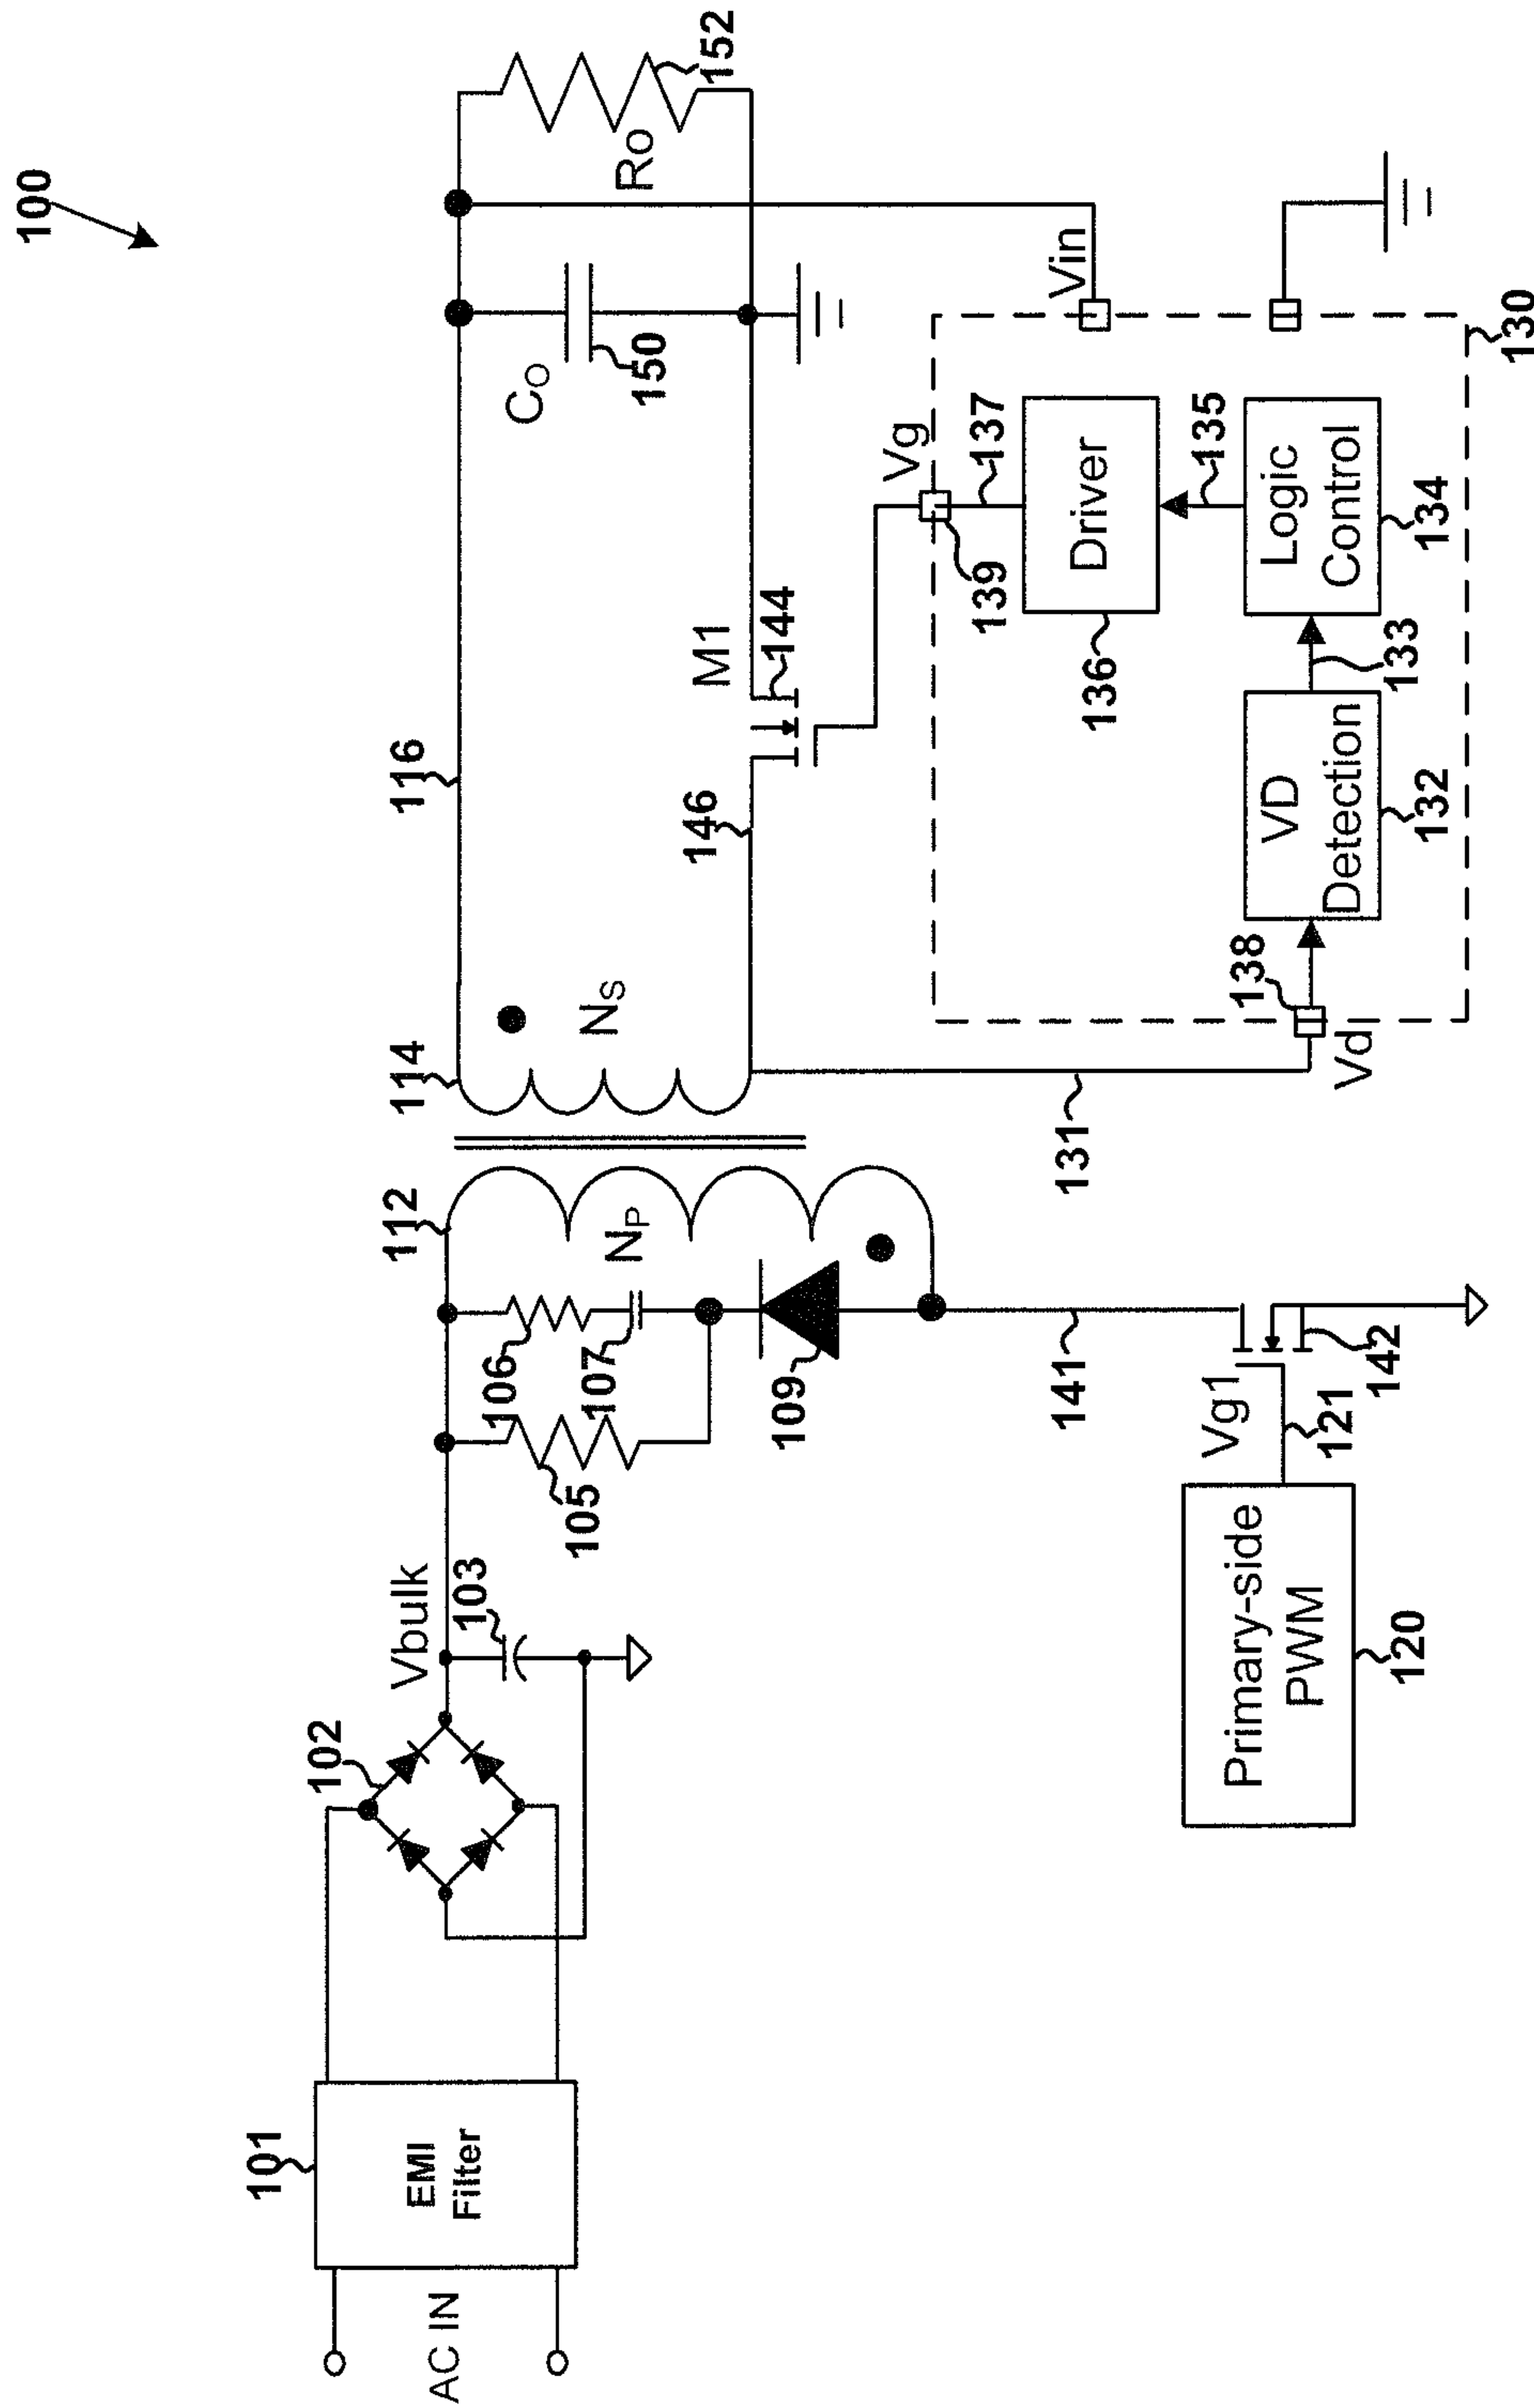 100
101
EMI
Filter
AC IN
102
Vbulk
103
105
106
107
109
112
NP
114
NS
116
M1
144
146
CO
150
Ro
152
141
Vg1
121
142
Primary-side
PWM
120
131
Vd
138
VD
Detection
132
133
Logic
Control
134
135
Driver
136
137
139
Vg
Vin
130